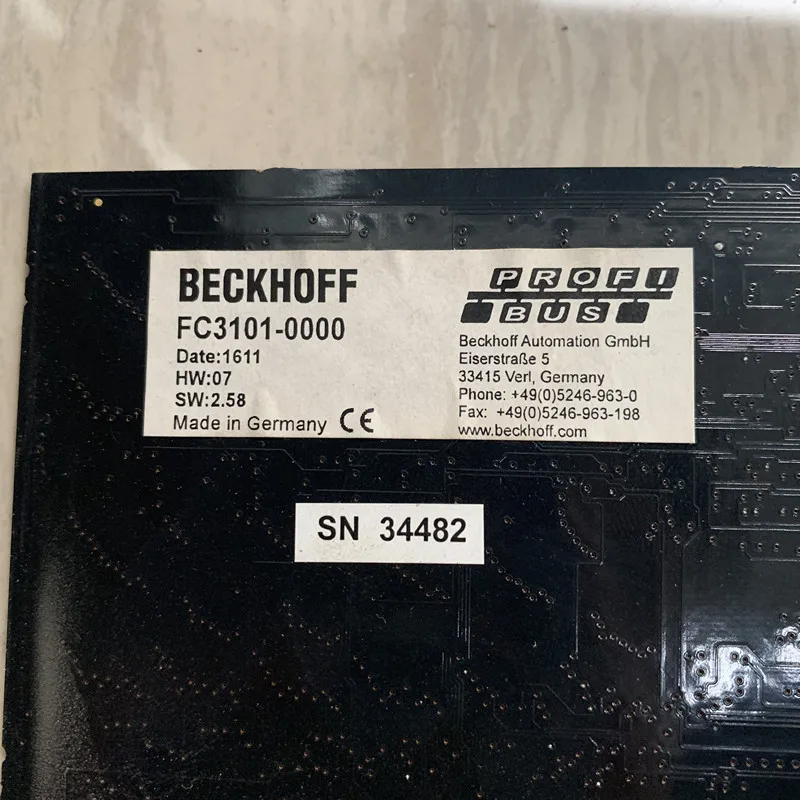 BECKHOFF
FC3101-0000
Date:1611
HW:07
SW:2.58
Made in Germany CE
PROFI
BUS
Beckhoff Automation GmbH
Eiserstraße 5
33415 Verl, Germany
Phone: +49(0)5246-963-0
Fax: +49(0)5246-963-198
www.beckhoff.com
SN 34482